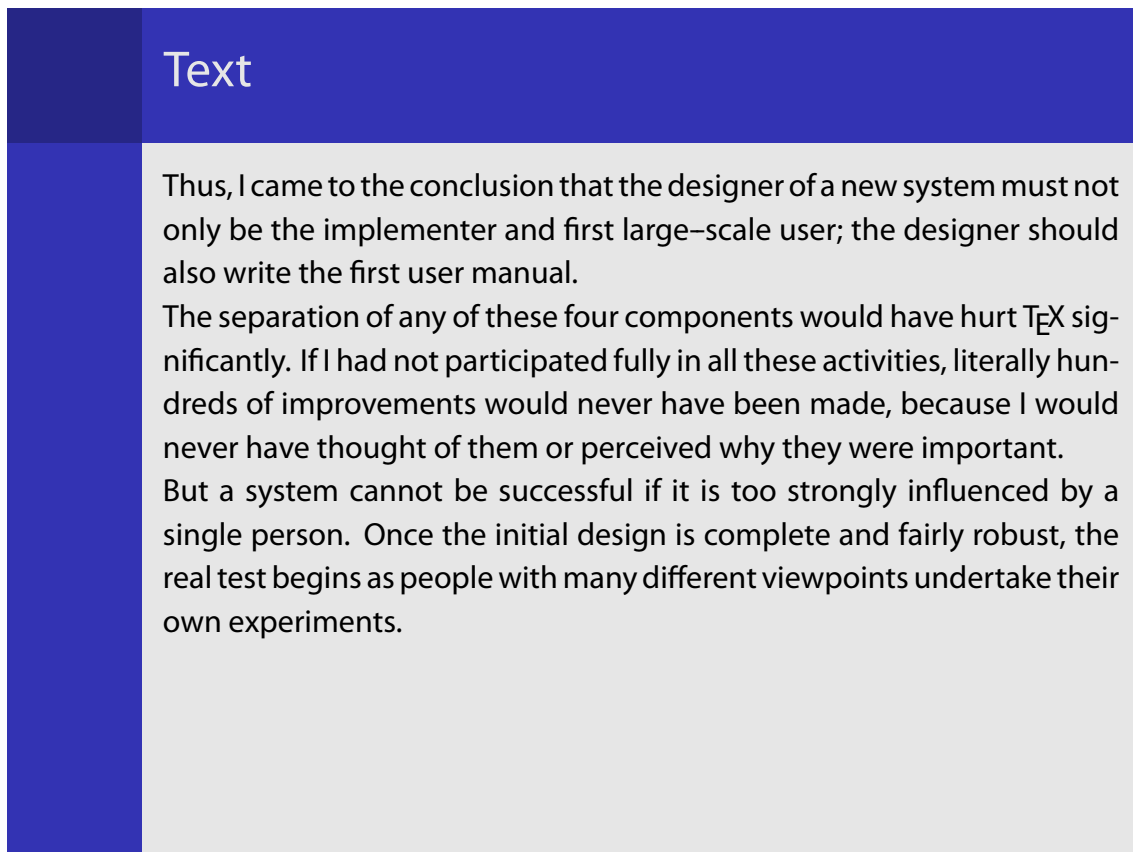 Text
Thus, I came to the conclusion that the designer of a new system must not
only be the implementer and first large–scale user; the designer should
also write the first user manual.
The separation of any of these four components would have hurt TEX sig-
nificantly. If I had not participated fully in all these activities, literally hun-
dreds of improvements would never have been made, because I would
never have thought of them or perceived why they were important.
But a system cannot be successful if it is too strongly influenced by a
single person. Once the initial design is complete and fairly robust, the
real test begins as people with many different viewpoints undertake their
own experiments.